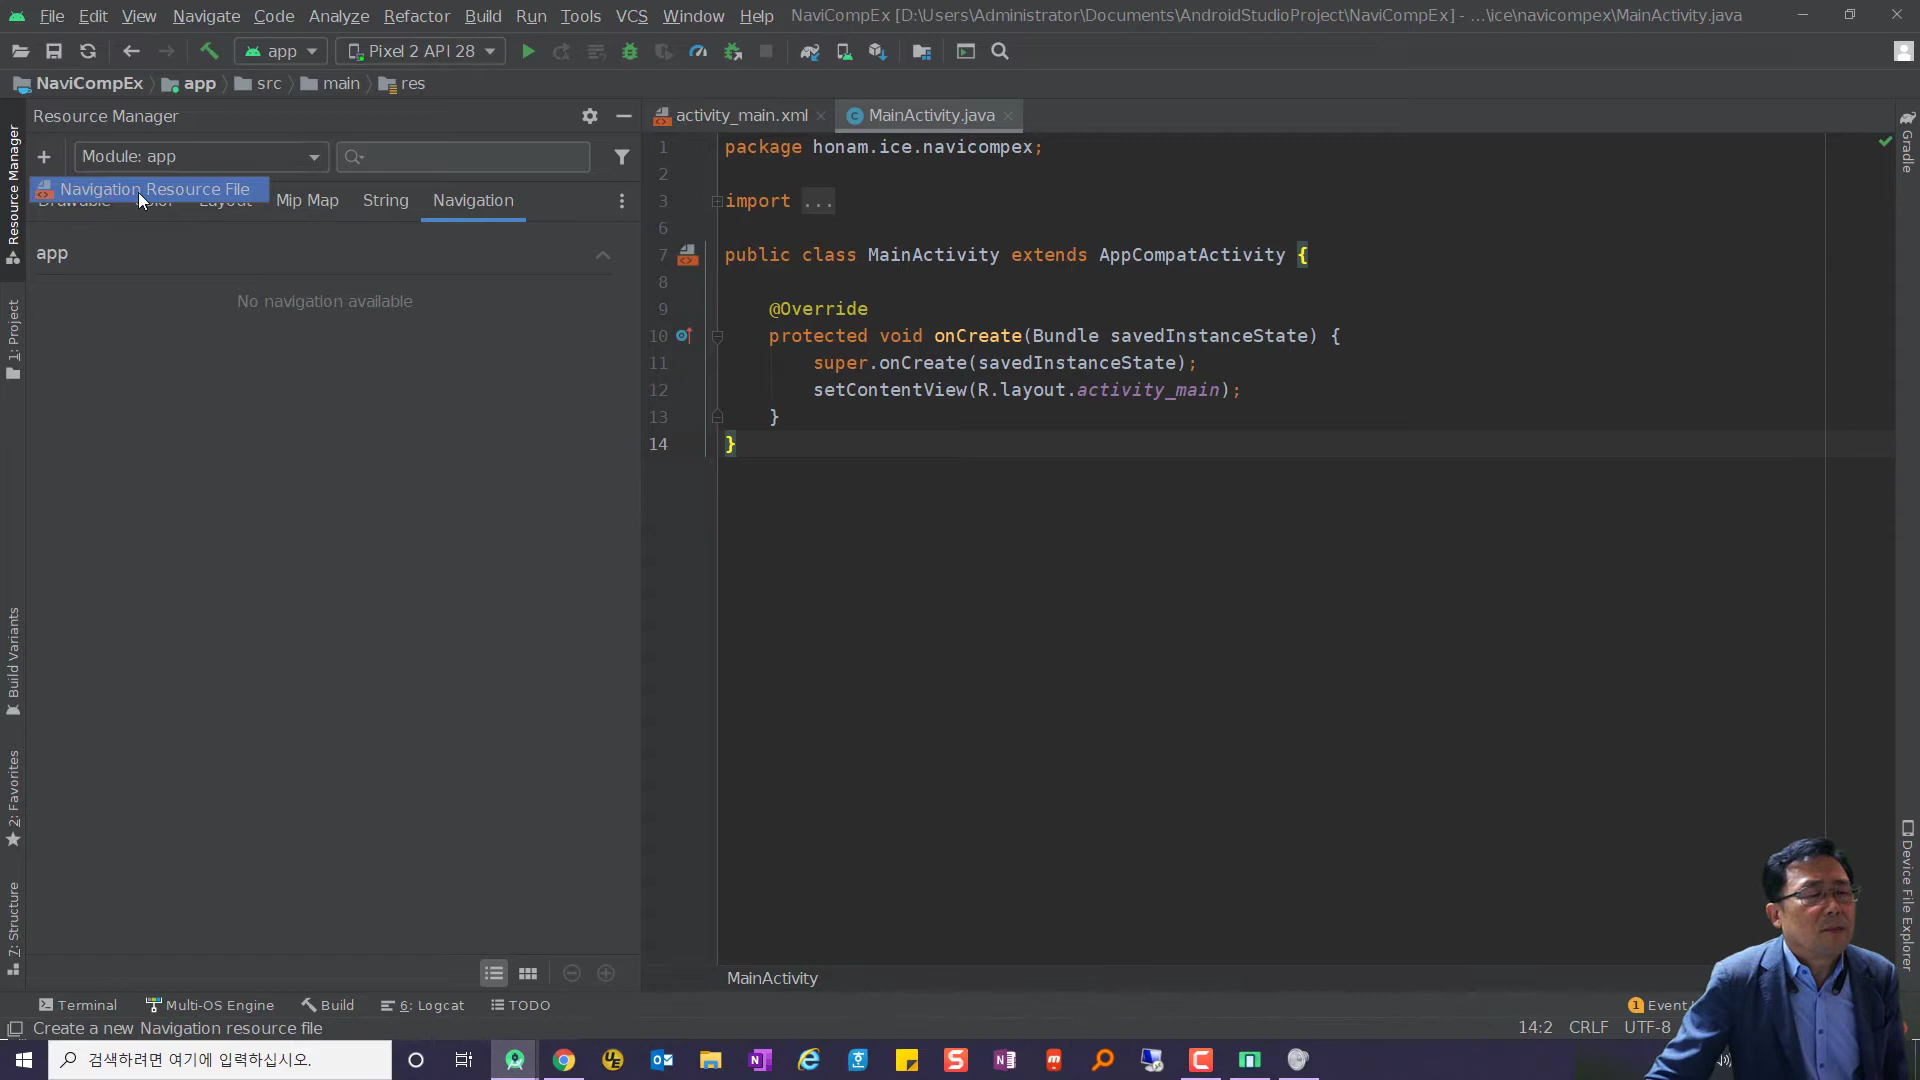 File Edit View Navigate Code Analyze Refactor Build Run Tools VCS Window Help NaviCompEx [D:\Users\Administrator\Documents\AndroidStudioProject\NaviCompEx] - ...\ice\navicompex\MainActivity.java
app Pixel 2 API 28
NaviCompEx app src main res
Resource Manager
activity_main.xml MainActivity.java
Module: app
Navigation Resource File
Mip Map String Navigation
app
No navigation available
1 package honam.ice.navicompex;
2
3 import ...
6
7 public class MainActivity extends AppCompatActivity {
8
9 @Override
10 protected void onCreate(Bundle savedInstanceState) {
11 super.onCreate(savedInstanceState);
12 setContentView(R.layout.activity_main);
13 }
14 }
Resource Manager
1: Project
Build Variants
2: Favorites
7: Structure
Gradle
Device File Explorer
MainActivity
Terminal Multi-OS Engine Build 6: Logcat TODO
1 Event
Create a new Navigation resource file
14:2 CRLF UTF-8
검색하려면 여기에 입력하십시오.